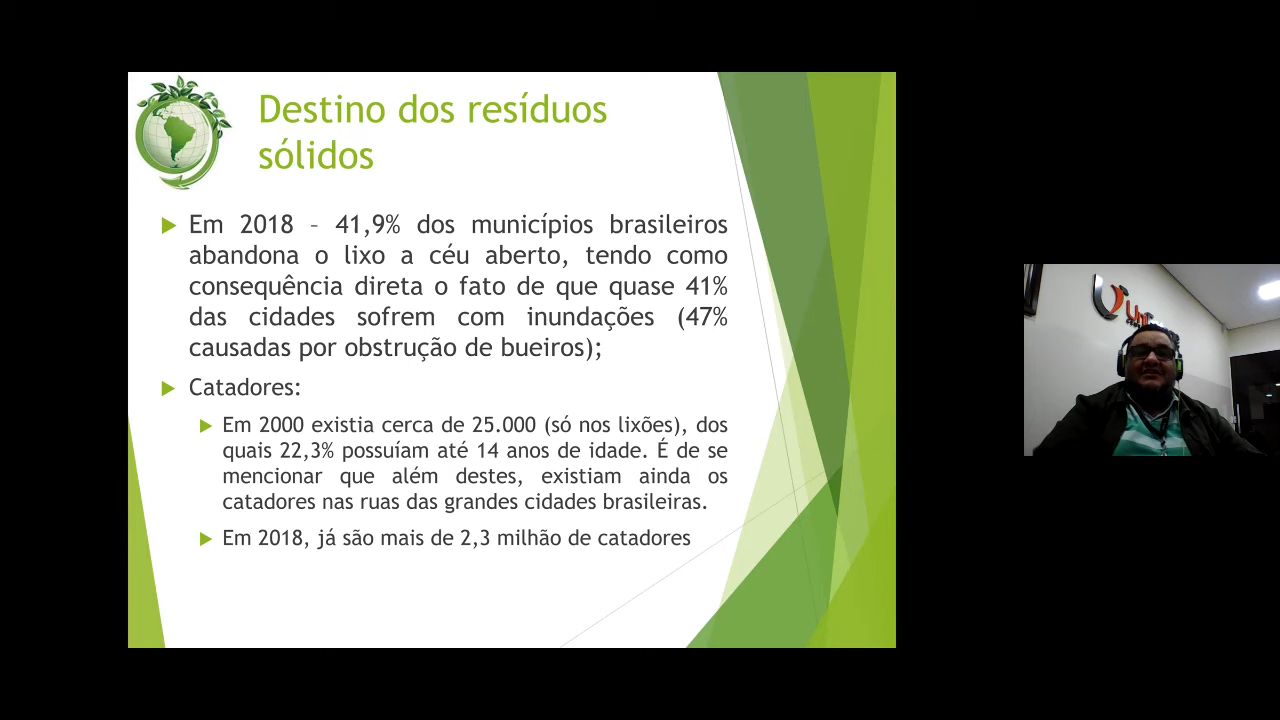 Destino dos resíduos
sólidos
Em 2018 – 41,9% dos municípios brasileiros
abandona o lixo a céu aberto, tendo como
consequência direta o fato de que quase 41%
das cidades sofrem com inundações (47%
causadas por obstrução de bueiros);
Catadores:
Em 2000 existia cerca de 25.000 (só nos lixões), dos
quais 22,3% possuíam até 14 anos de idade. É de se
mencionar que além destes, existiam ainda os
catadores nas ruas das grandes cidades brasileiras.
Em 2018, já são mais de 2,3 milhão de catadores